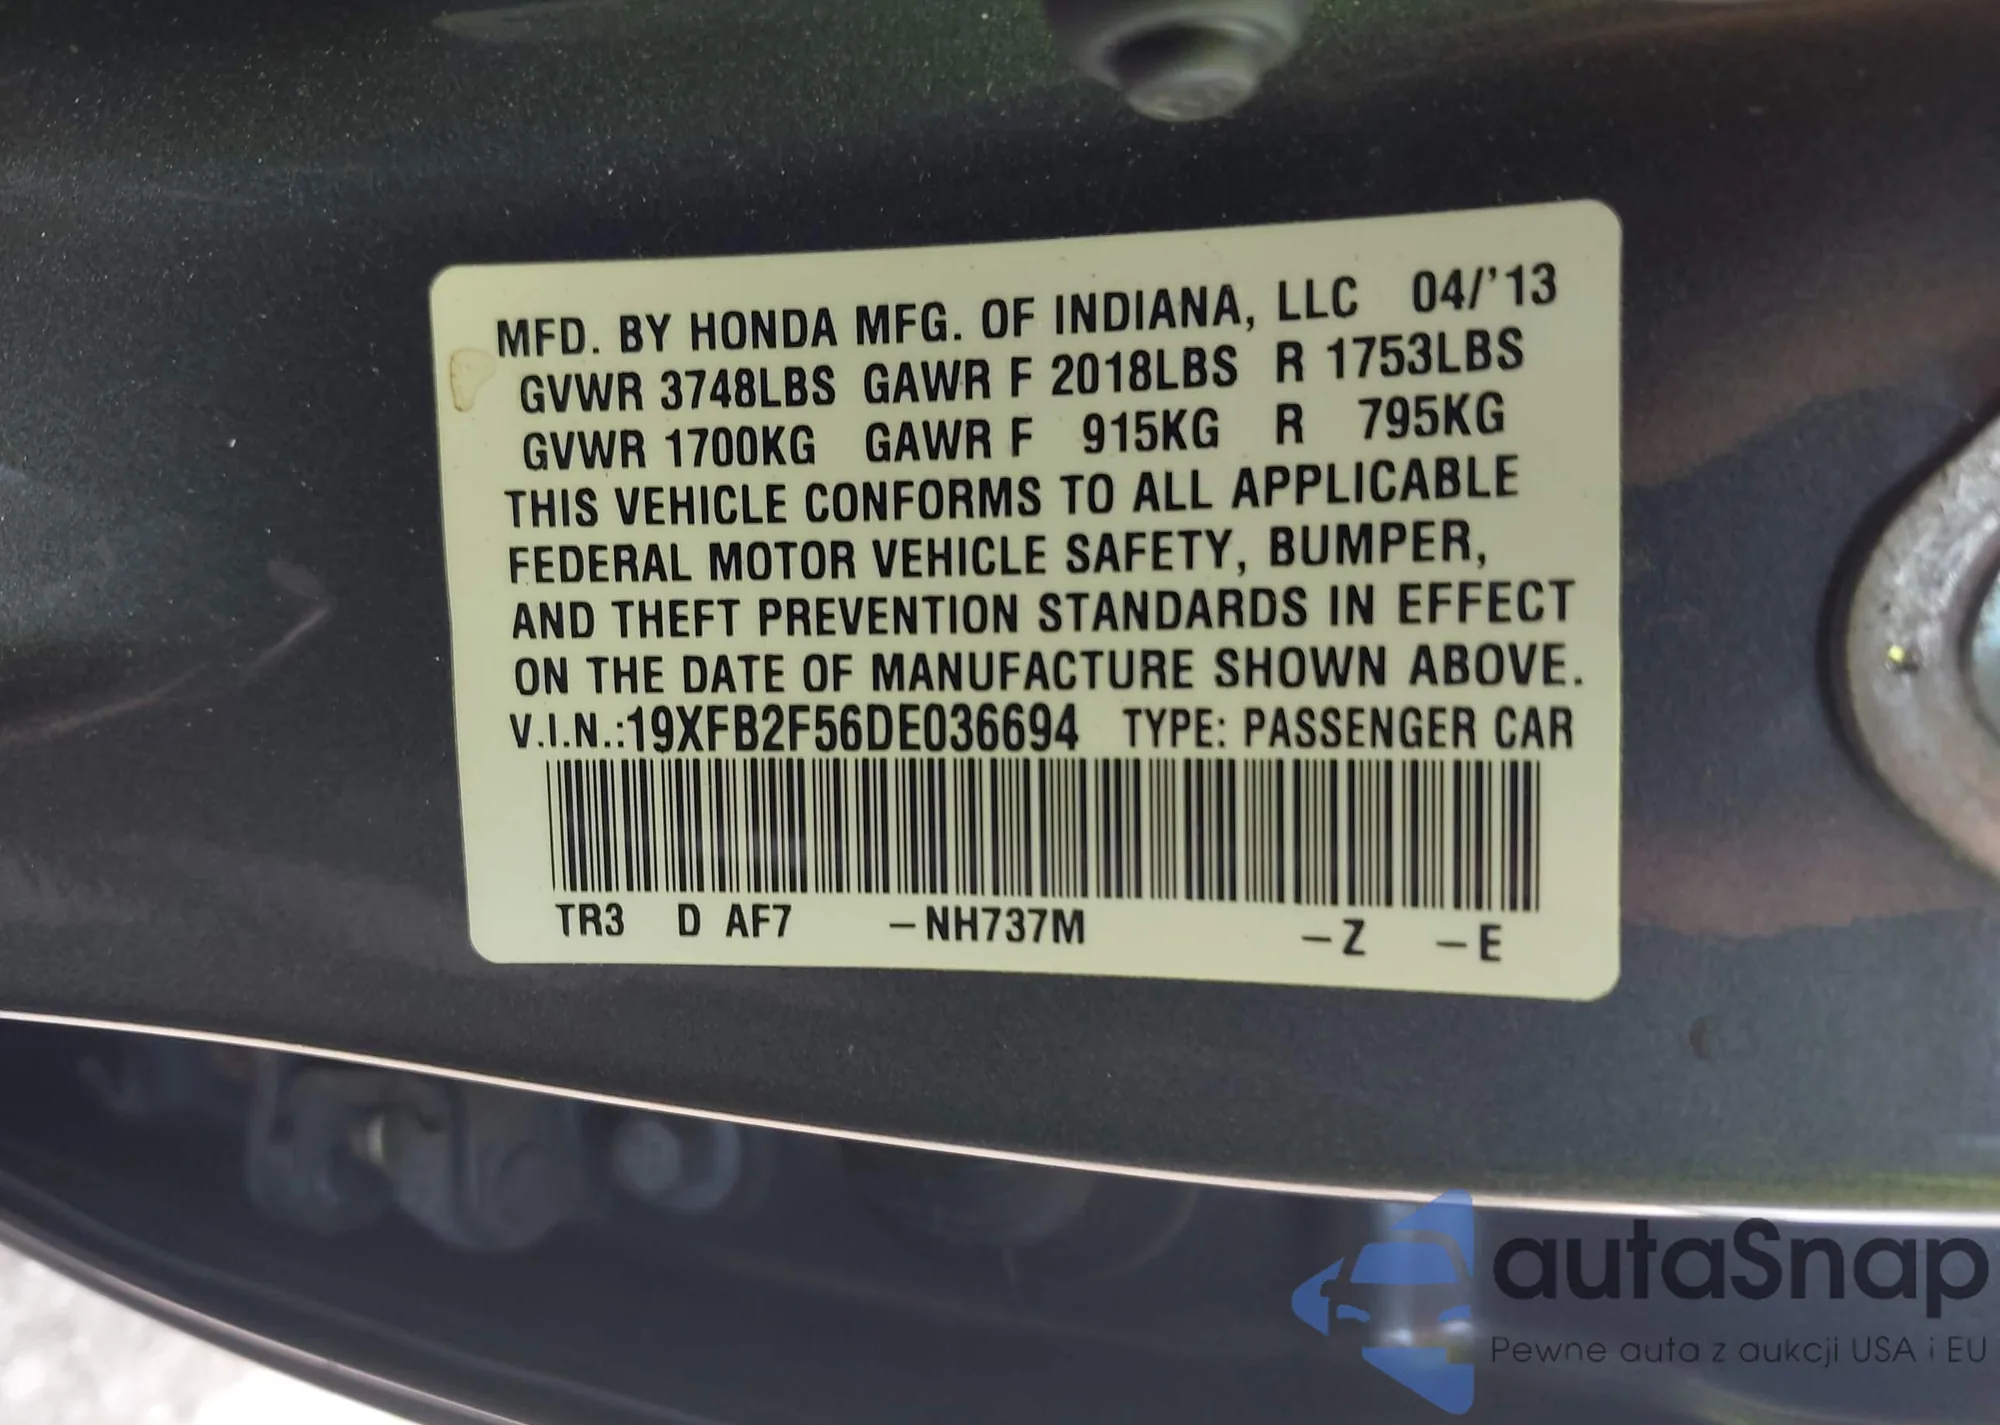 MFD. BY HONDA MFG. OF INDIANA, LLC 04/'13
GVWR 3748LBS GAWR F 2018LBS R 1753LBS
GVWR 1700KG GAWR F 915KG R 795KG
THIS VEHICLE CONFORMS TO ALL APPLICABLE
FEDERAL MOTOR VEHICLE SAFETY, BUMPER,
AND THEFT PREVENTION STANDARDS IN EFFECT
ON THE DATE OF MANUFACTURE SHOWN ABOVE.
V.I.N.:19XFB2F56DE036694 TYPE: PASSENGER CAR
TR3 D AF7 –NH737M –Z –E
autaSnap
Pewne auta z aukcji USA i EU